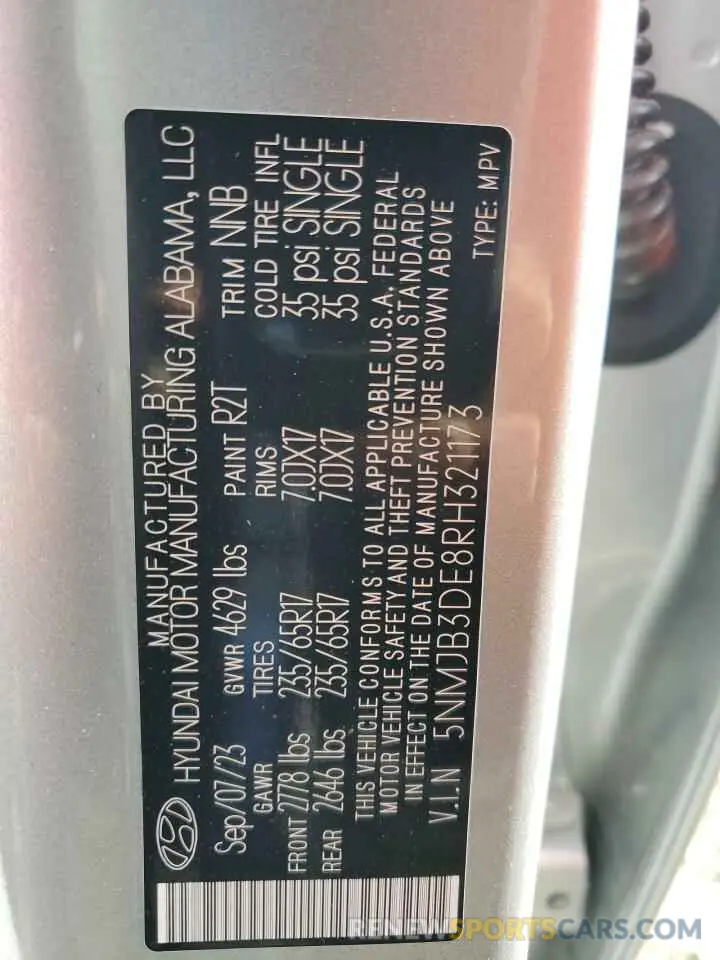 MANUFACTURED BY
HYUNDAI MOTOR MANUFACTURING ALABAMA, LLC
Sep/07/23 GVWR 4629 lbs PAINT R2T TRIM NNB
GAWR TIRES RIMS COLD TIRE INFL
FRONT 2778 lbs 235/65R17 7.0JX17 35 psi SINGLE
REAR 2646 lbs 235/65R17 7.0JX17 35 psi SINGLE
THIS VEHICLE CONFORMS TO ALL APPLICABLE U.S.A. FEDERAL
MOTOR VEHICLE SAFETY AND THEFT PREVENTION STANDARDS
IN EFFECT ON THE DATE OF MANUFACTURE SHOWN ABOVE
V.I.N 5NMJB3DE8RH321173
TYPE: MPV
RENEWSPORTSCARS.COM